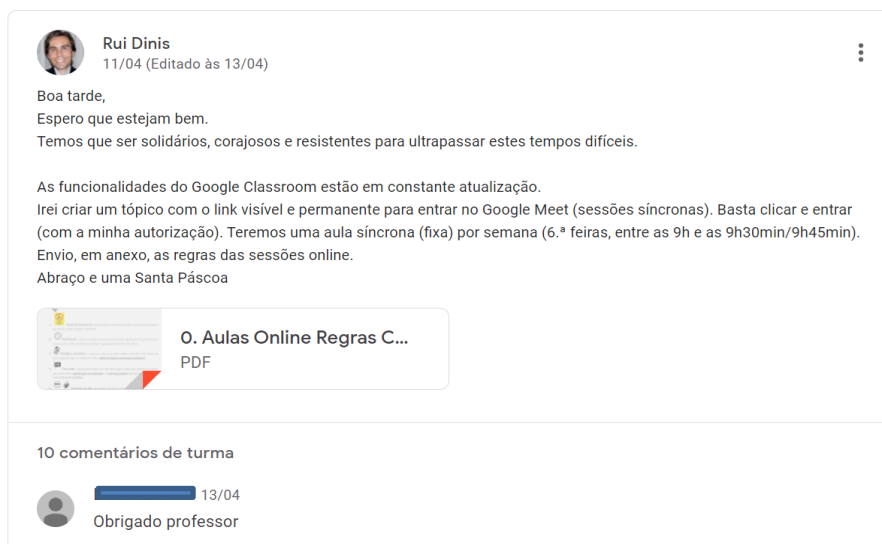 Rui Dinis
11/04 (Editado às 13/04)
Boa tarde,
Espero que estejam bem.
Temos que ser solidários, corajosos e resistentes para ultrapassar estes tempos difíceis.
As funcionalidades do Google Classroom estão em constante atualização.
Irei criar um tópico com o link visível e permanente para entrar no Google Meet (sessões síncronas). Basta clicar e entrar
(com a minha autorização). Teremos uma aula síncrona (fixa) por semana (6.ª feiras, entre as 9h e as 9h30min/9h45min).
Envio, em anexo, as regras das sessões online.
Abraço e uma Santa Páscoa
0. Aulas Online Regras C...
PDF
10 comentários de turma
13/04
Obrigado professor